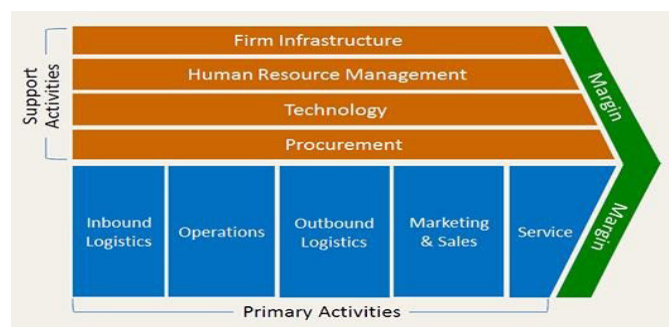 Support
Activities
Firm Infrastructure
Human Resource Management
Technology
Procurement
Margin
Inbound
Logistics
Operations
Outbound
Logistics
Marketing
& Sales
Service
Margin
Primary Activities